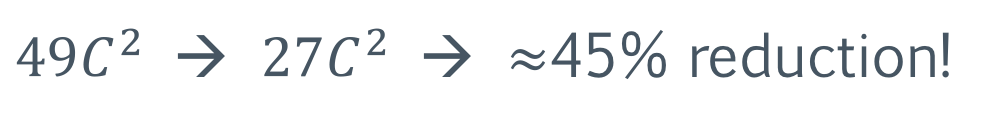 49𝐶² → 27𝐶² → ≈45% reduction!